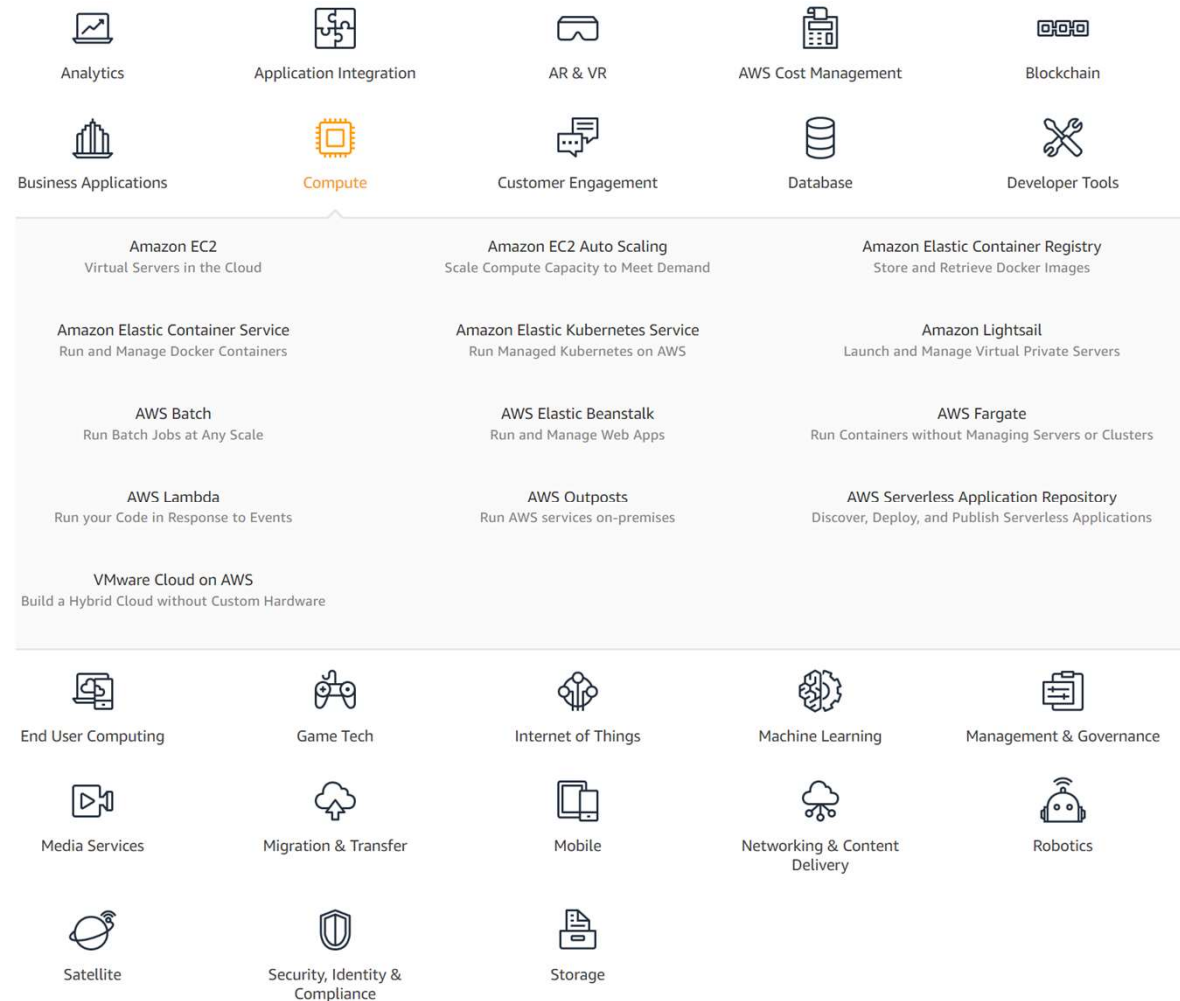 Analytics
Application Integration
AR & VR
AWS Cost Management
Blockchain
Business Applications
Compute
Customer Engagement
Database
Developer Tools
Amazon EC2
Virtual Servers in the Cloud
Amazon EC2 Auto Scaling
Scale Compute Capacity to Meet Demand
Amazon Elastic Container Registry
Store and Retrieve Docker Images
Amazon Elastic Container Service
Run and Manage Docker Containers
Amazon Elastic Kubernetes Service
Run Managed Kubernetes on AWS
Amazon Lightsail
Launch and Manage Virtual Private Servers
AWS Batch
Run Batch Jobs at Any Scale
AWS Elastic Beanstalk
Run and Manage Web Apps
AWS Fargate
Run Containers without Managing Servers or Clusters
AWS Lambda
Run your Code in Response to Events
AWS Outposts
Run AWS services on-premises
AWS Serverless Application Repository
Discover, Deploy, and Publish Serverless Applications
VMware Cloud on AWS
Build a Hybrid Cloud without Custom Hardware
End User Computing
Game Tech
Internet of Things
Machine Learning
Management & Governance
Media Services
Migration & Transfer
Mobile
Networking & Content
Delivery
Robotics
Satellite
Security, Identity &
Compliance
Storage